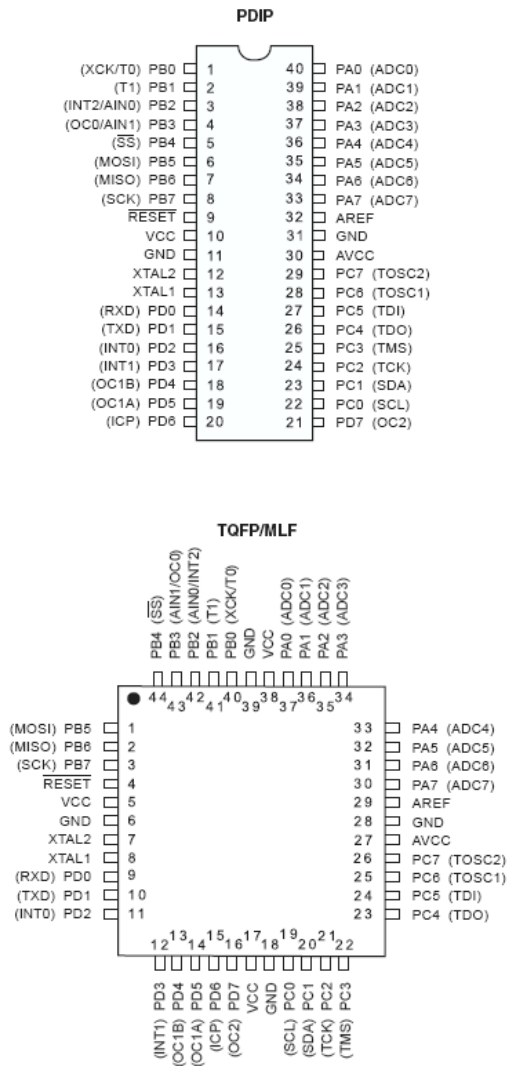 PDIP
(XCK/T0) PB0 1 40 PA0 (ADC0)
(T1) PB1 2 39 PA1 (ADC1)
(INT2/AIN0) PB2 3 38 PA2 (ADC2)
(OC0/AIN1) PB3 4 37 PA3 (ADC3)
(SS) PB4 5 36 PA4 (ADC4)
(MOSI) PB5 6 35 PA5 (ADC5)
(MISO) PB6 7 34 PA6 (ADC6)
(SCK) PB7 8 33 PA7 (ADC7)
RESET 9 32 AREF
VCC 10 31 GND
GND 11 30 AVCC
XTAL2 12 29 PC7 (TOSC2)
XTAL1 13 28 PC6 (TOSC1)
(RXD) PD0 14 27 PC5 (TDI)
(TXD) PD1 15 26 PC4 (TDO)
(INT0) PD2 16 25 PC3 (TMS)
(INT1) PD3 17 24 PC2 (TCK)
(OC1B) PD4 18 23 PC1 (SDA)
(OC1A) PD5 19 22 PC0 (SCL)
(ICP) PD6 20 21 PD7 (OC2)
TQFP/MLF
PB4 (SS)
PB3 (AIN1/OC0)
PB2 (AIN0/INT2)
PB1 (T1)
PB0 (XCK/T0)
GND
VCC
PA0 (ADC0)
PA1 (ADC1)
PA2 (ADC2)
PA3 (ADC3)
44 43 42 41 40 39 38 37 36 35 34
(MOSI) PB5 1 33 PA4 (ADC4)
(MISO) PB6 2 32 PA5 (ADC5)
(SCK) PB7 3 31 PA6 (ADC6)
RESET 4 30 PA7 (ADC7)
VCC 5 29 AREF
GND 6 28 GND
XTAL2 7 27 AVCC
XTAL1 8 26 PC7 (TOSC2)
(RXD) PD0 9 25 PC6 (TOSC1)
(TXD) PD1 10 24 PC5 (TDI)
(INT0) PD2 11 23 PC4 (TDO)
12 13 14 15 16 17 18 19 20 21 22
(INT1) PD3
(OC1B) PD4
(OC1A) PD5
(ICP) PD6
(OC2) PD7
VCC
GND
(SCL) PC0
(SDA) PC1
(TCK) PC2
(TMS) PC3